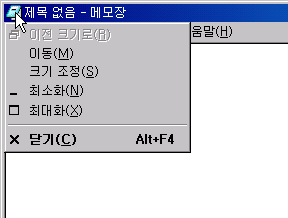 제목 없음 - 메모장
움말(H)
이전 크기로(R)
이동(M)
크기 조정(S)
최소화(N)
최대화(X)
닫기(C) Alt+F4